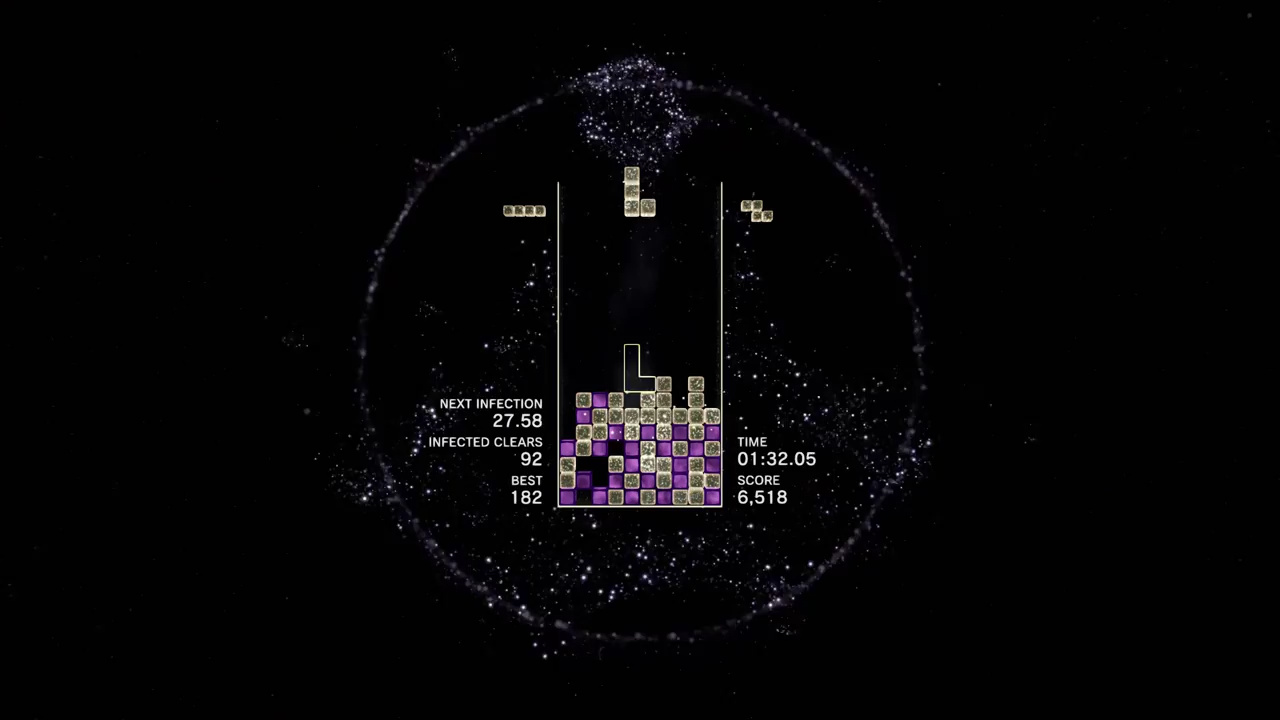 NEXT INFECTION
27.58
INFECTED CLEARS
92
BEST
182
TIME
01:32.05
SCORE
6,518